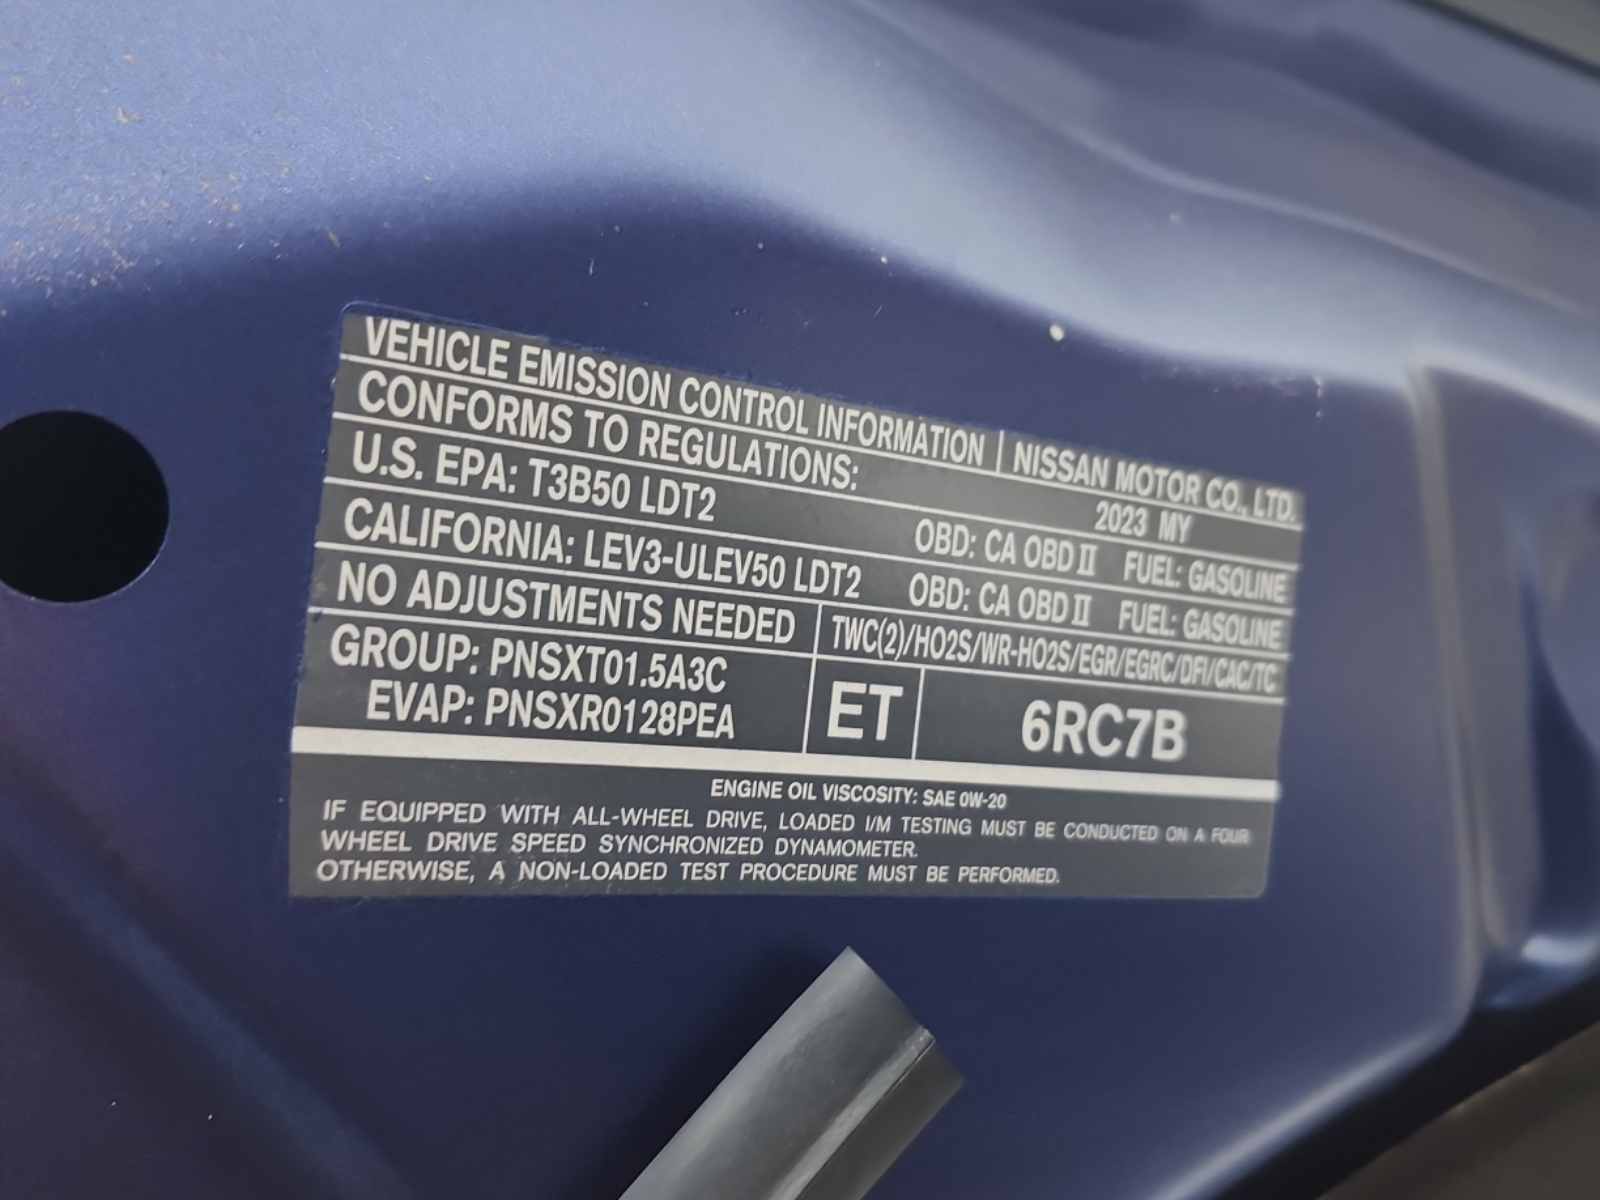 VEHICLE EMISSION CONTROL INFORMATION | NISSAN MOTOR CO., LTD.
CONFORMS TO REGULATIONS: 2023 MY
U.S. EPA: T3B50 LDT2 OBD: CA OBD II FUEL: GASOLINE
CALIFORNIA: LEV3-ULEV50 LDT2 OBD: CA OBD II FUEL: GASOLINE
NO ADJUSTMENTS NEEDED TWC(2)/HO2S/WR-HO2S/EGR/EGRC/DFI/CAC/TC
GROUP: PNSXT01.5A3C
EVAP: PNSXR0128PEA
ET
6RC7B
ENGINE OIL VISCOSITY: SAE 0W-20
IF EQUIPPED WITH ALL-WHEEL DRIVE, LOADED I/M TESTING MUST BE CONDUCTED ON A FOUR
WHEEL DRIVE SPEED SYNCHRONIZED DYNAMOMETER.
OTHERWISE, A NON-LOADED TEST PROCEDURE MUST BE PERFORMED.